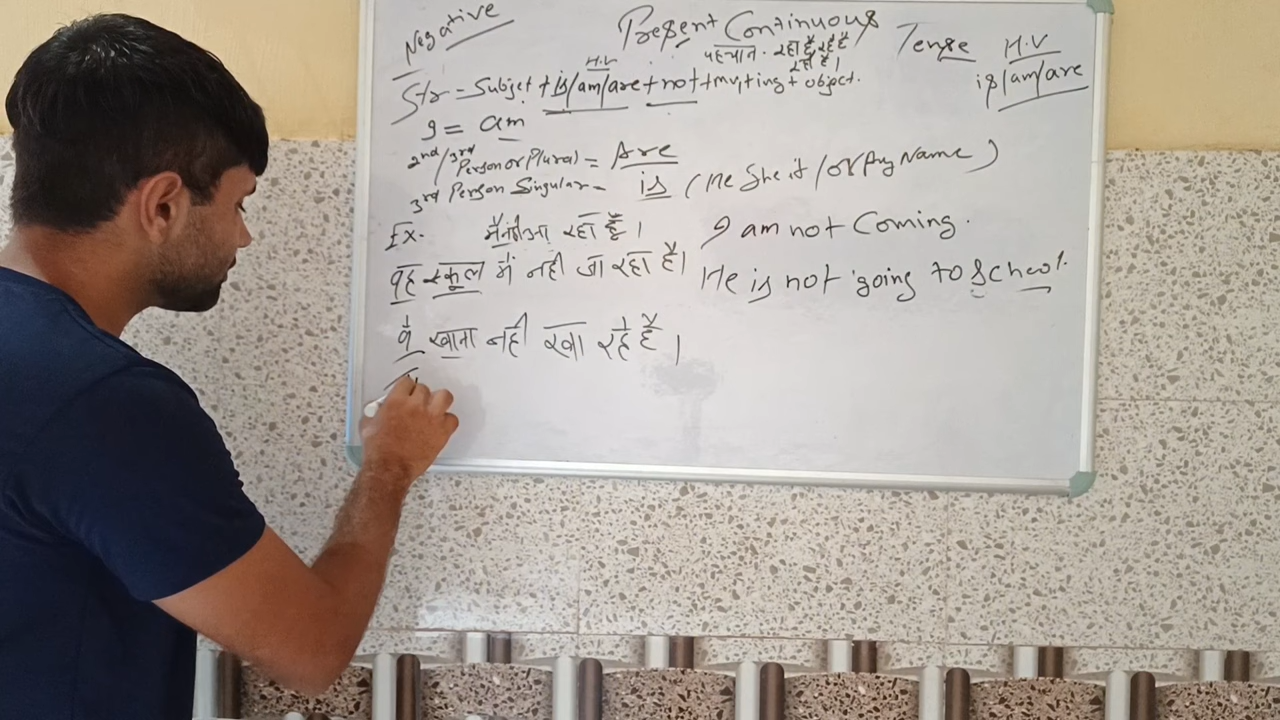 Negative
Present Continuous Tense
पहचान - रहा है, रहे हैं
रही है।
H.V
is/am/are
H.V
Str = Subject + is/am/are + not + mv₁ + ing + object.
I = am
2nd/3rd Person or Plural = Are
3rd Person Singular = is (He She it / or Any Name)
Ex. मैं नही आ रहा हूँ। I am not Coming.
वह स्कूल में नही जा रहा है। He is not going to School.
वे खाना नही खा रहे हैं।